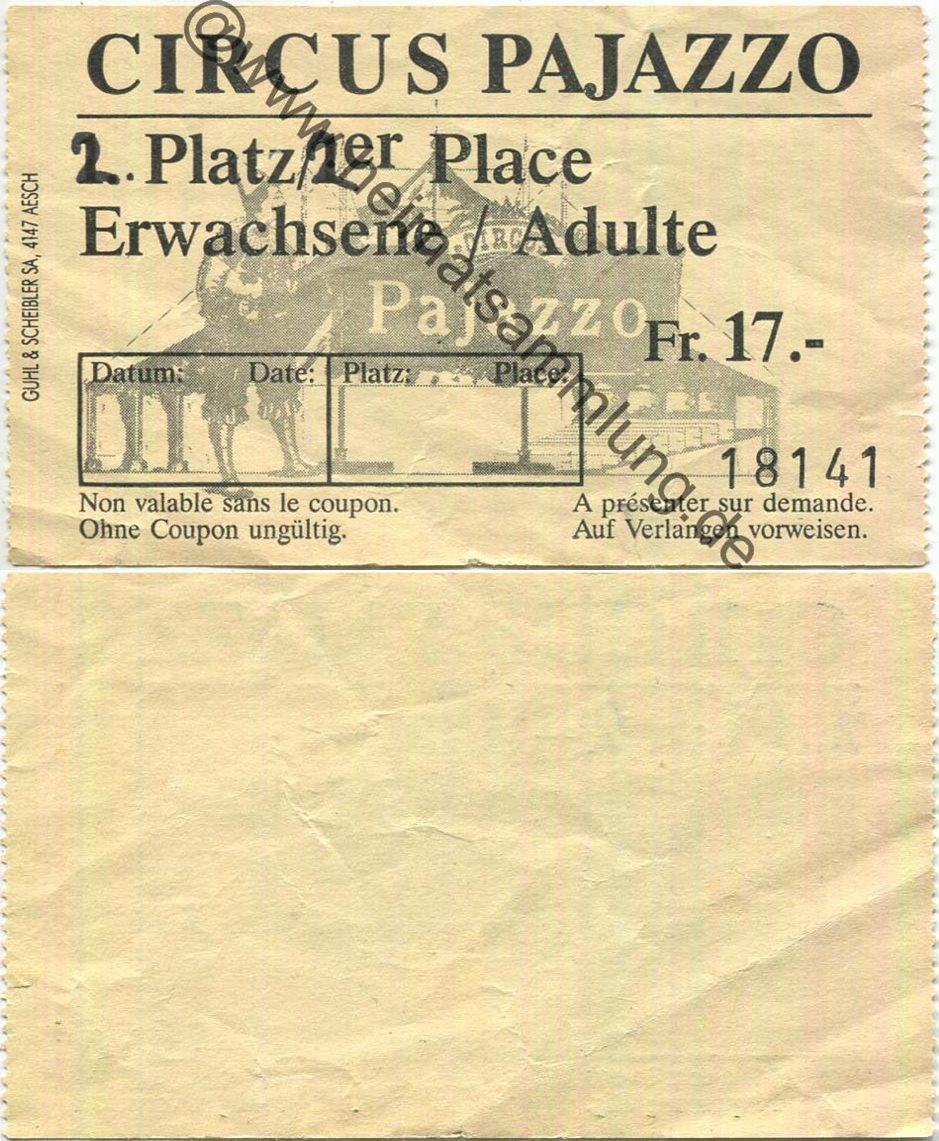 CIRCUS PAJAZZO
2. Platz/2er Place
Erwachsene / Adulte
CIRCUS
Pajazzo
Fr. 17.-
Datum: Date: Platz: Place:
18141
Non valable sans le coupon.
Ohne Coupon ungültig.
A présenter sur demande.
Auf Verlangen vorweisen.
GUHL & SCHEIBLER SA, 4147 AESCH
@www.heimatsammlung.de